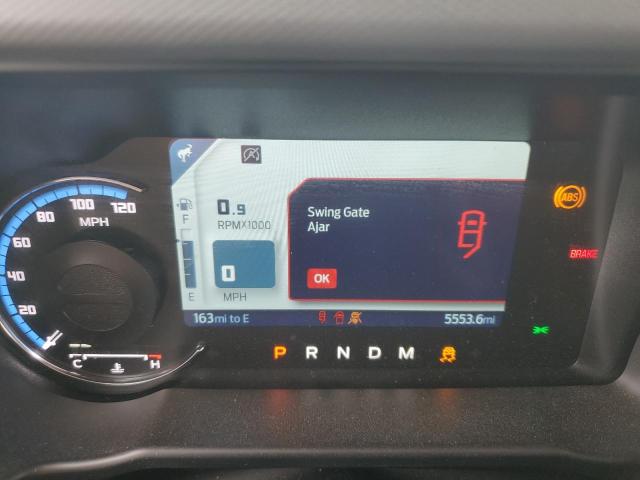 120
100
80
MPH
60
40
20
C
H
F
E
0.9
RPMX1000
0
MPH
Swing Gate
Ajar
OK
163mi to E
5553.6mi
P R N D M
ABS
BRAKE